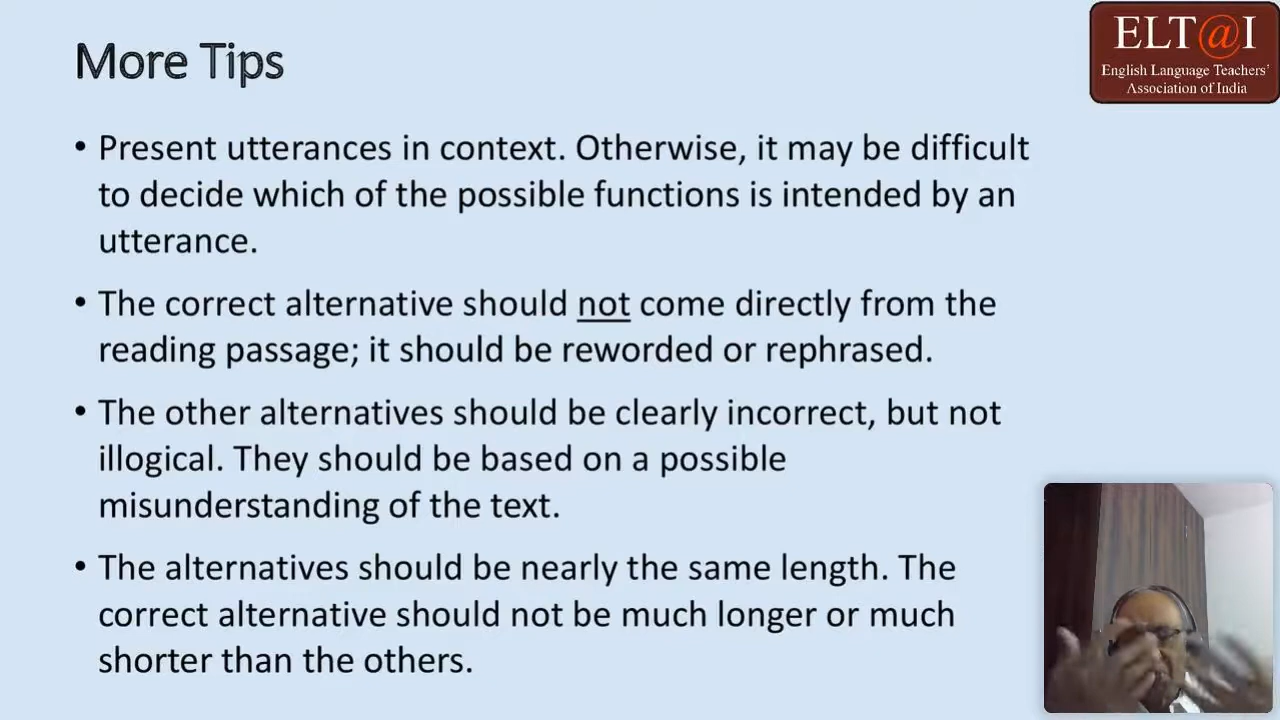 More Tips
ELT@I
English Language Teachers'
Association of India
• Present utterances in context. Otherwise, it may be difficult
to decide which of the possible functions is intended by an
utterance.
• The correct alternative should not come directly from the
reading passage; it should be reworded or rephrased.
• The other alternatives should be clearly incorrect, but not
illogical. They should be based on a possible
misunderstanding of the text.
• The alternatives should be nearly the same length. The
correct alternative should not be much longer or much
shorter than the others.